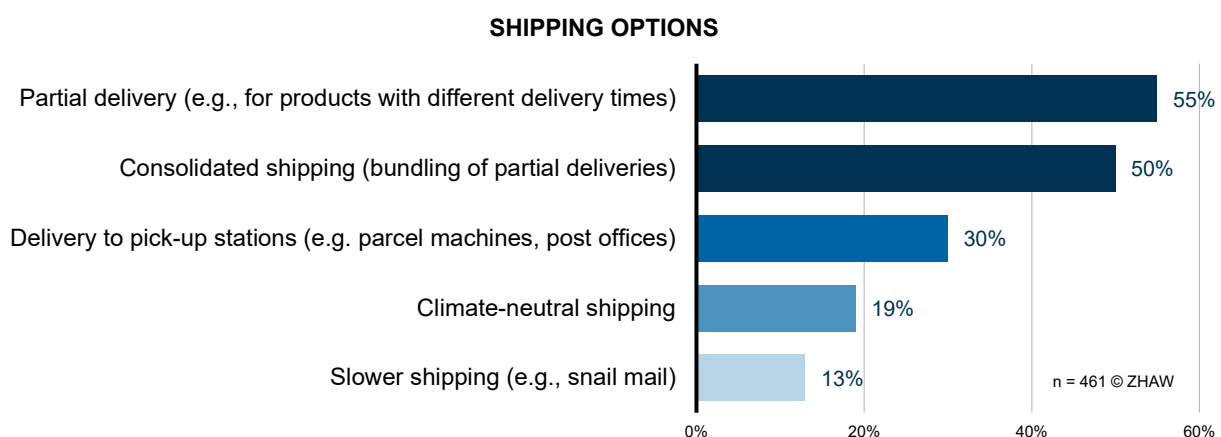 SHIPPING OPTIONS
Partial delivery (e.g., for products with different delivery times)
55%
Consolidated shipping (bundling of partial deliveries)
50%
Delivery to pick-up stations (e.g. parcel machines, post offices)
30%
Climate-neutral shipping
19%
Slower shipping (e.g., snail mail)
13%
n = 461 © ZHAW
0% 20% 40% 60%